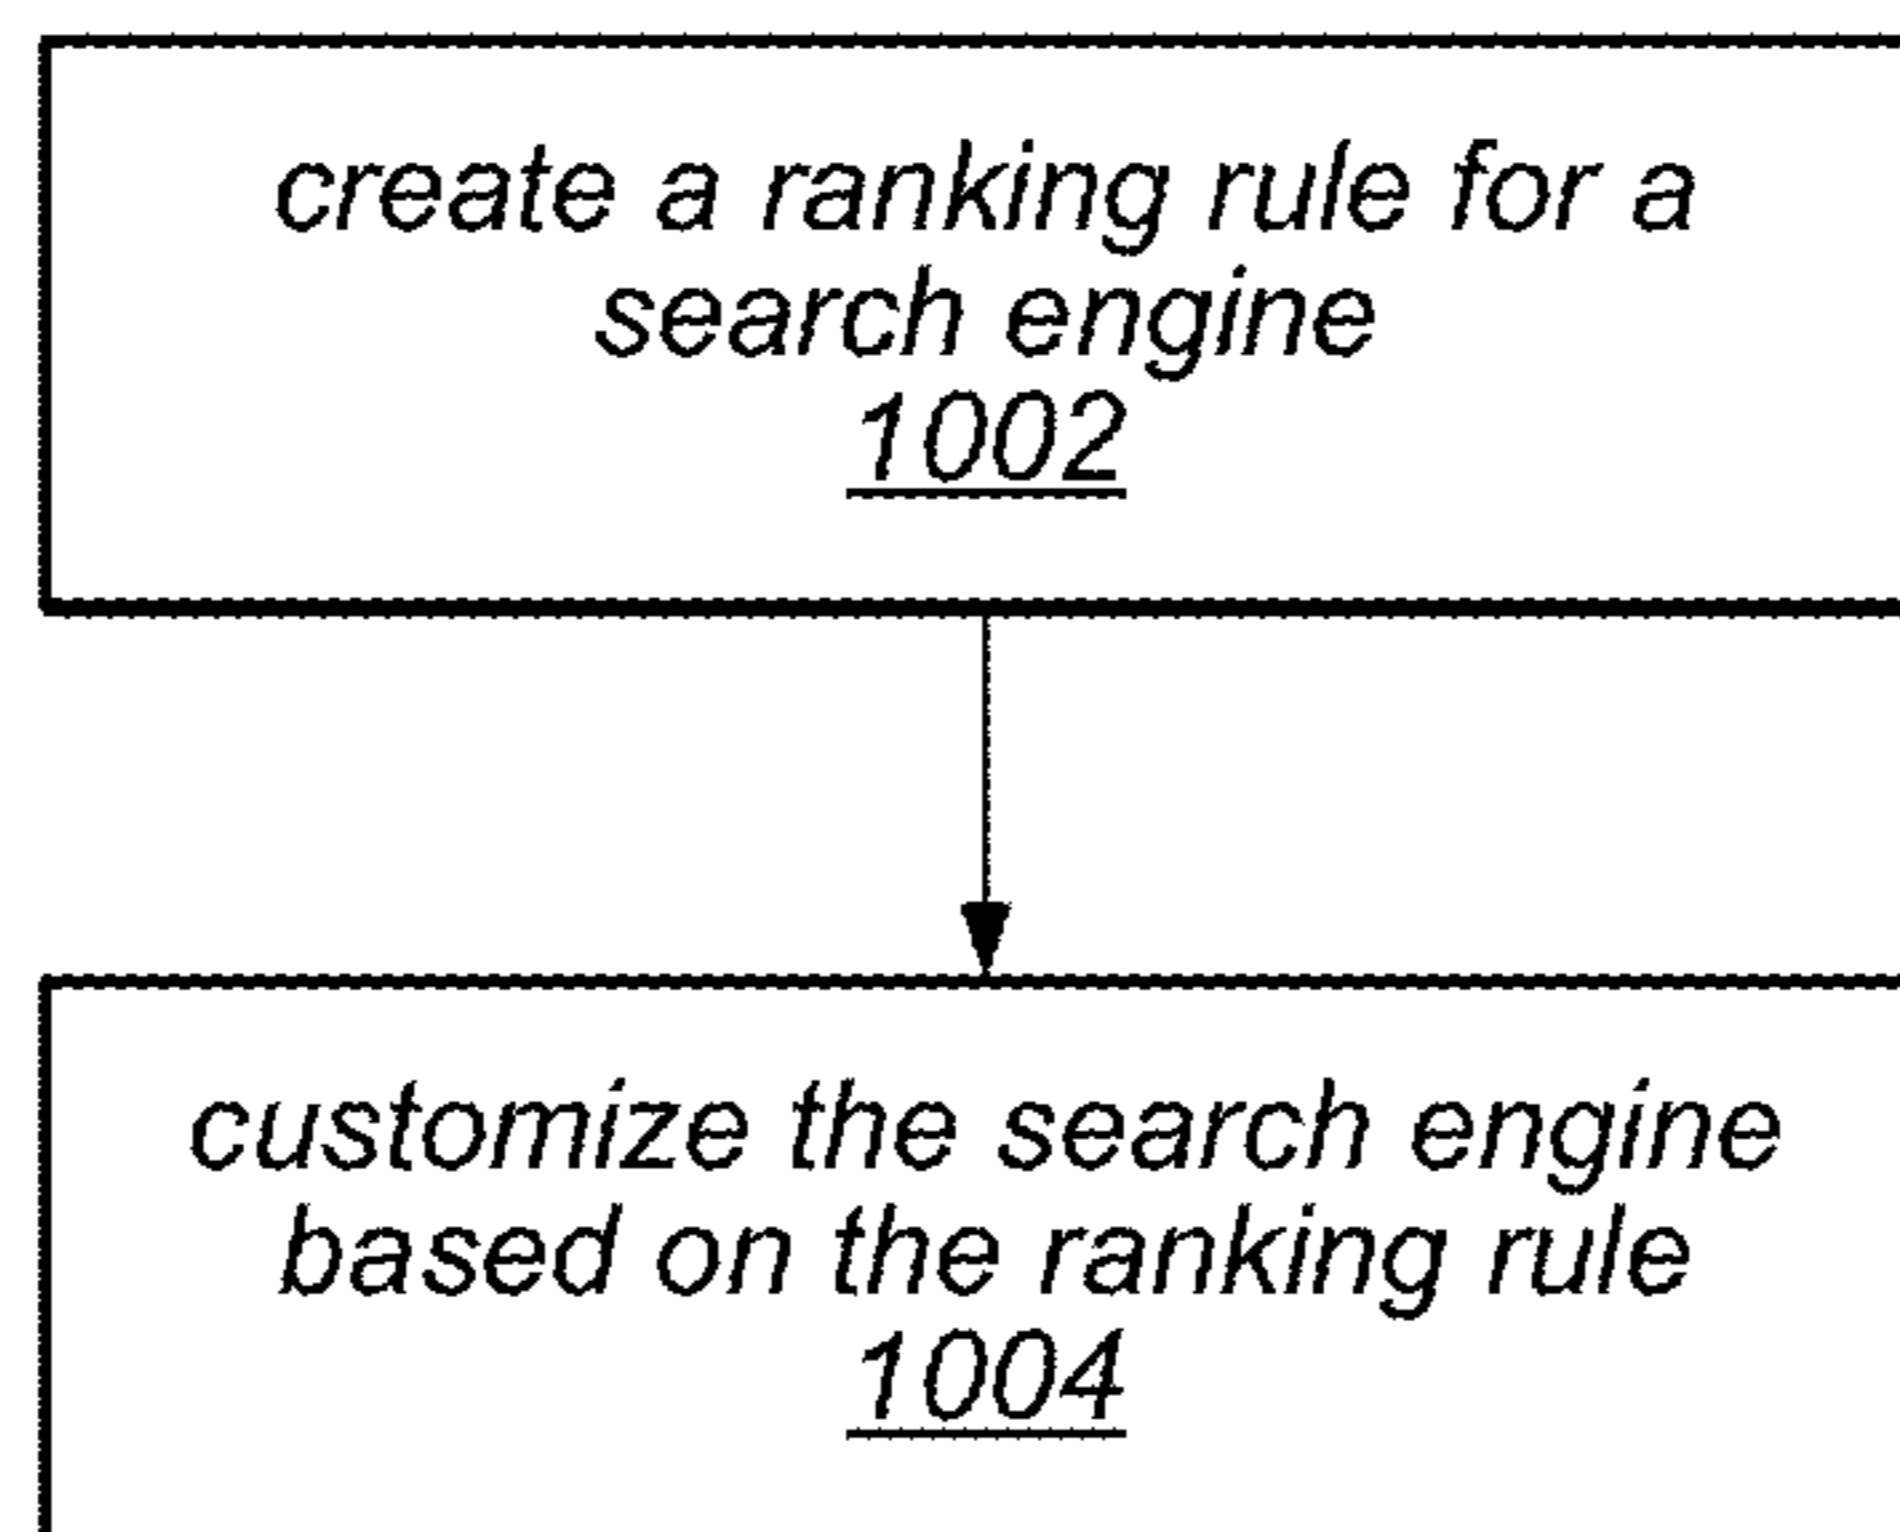 create a ranking rule for a
search engine
1002
customize the search engine
based on the ranking rule
1004